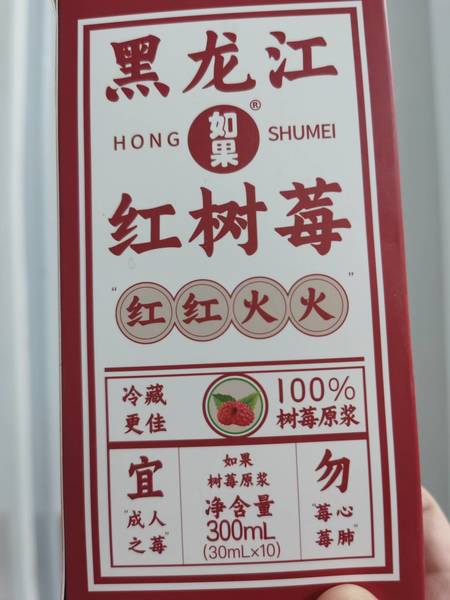 黑龙江
HONG 如果® SHUMEI
红树莓
"红红火火"
冷藏
更佳
100%
树莓原浆
宜
"成人
之莓"
如果
树莓原浆
净含量
300mL
(30mL×10)
勿
"莓心
莓肺"